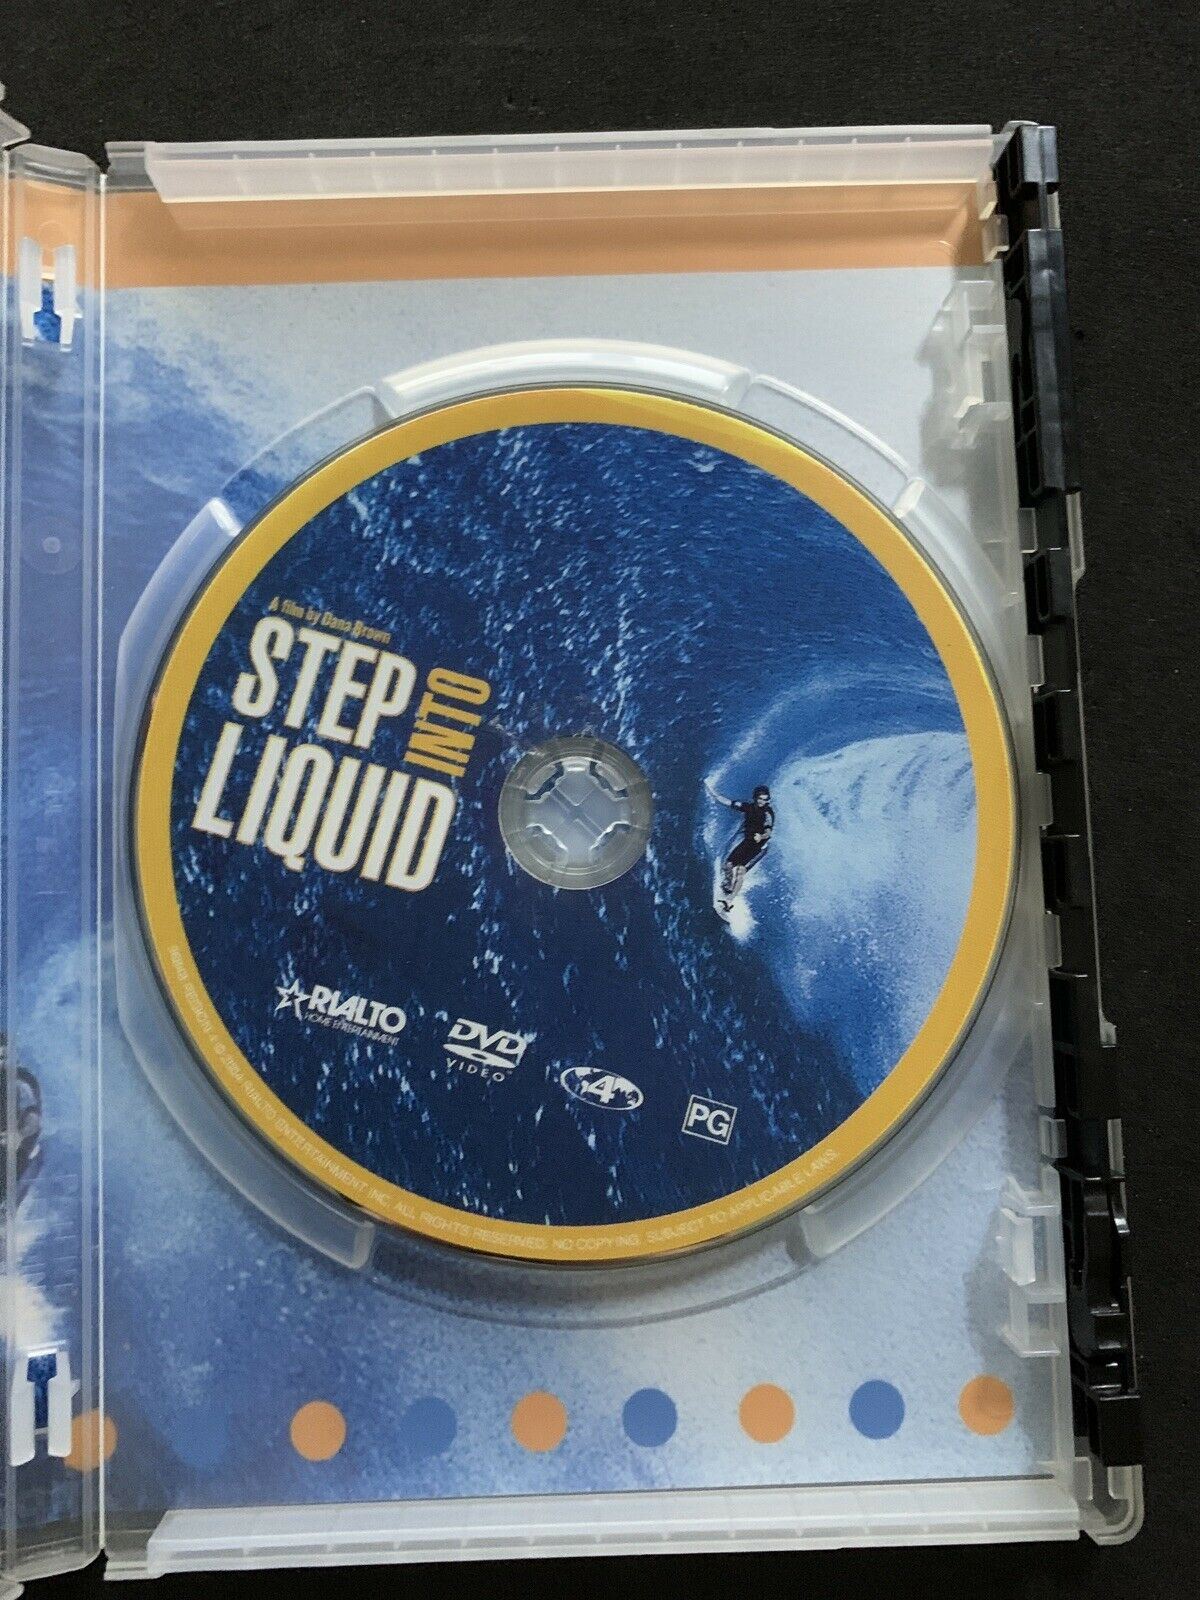 A film by Dana Brown
STEP INTO
LIQUID
RIALTO
HOME ENTERTAINMENT
DVD
VIDEO
4
PG
© 2004 RIALTO ENTERTAINMENT INC. ALL RIGHTS RESERVED. NO COPYING. SUBJECT TO APPLICABLE LAWS.